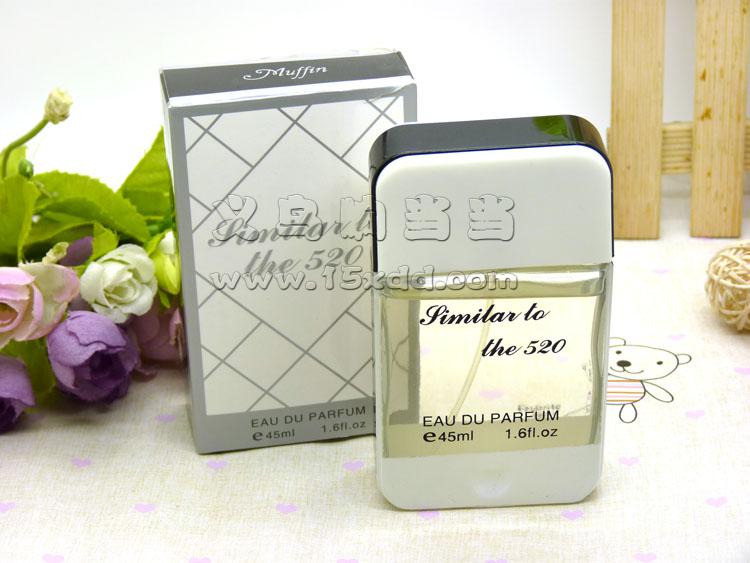 Muffin
Similar to
the 520
EAU DU PARFUM
e45ml 1.6fl.oz
义乌购当当
www.15xdd.com
Similar to
the 520
EAU DU PARFUM
e45ml 1.6fl.oz